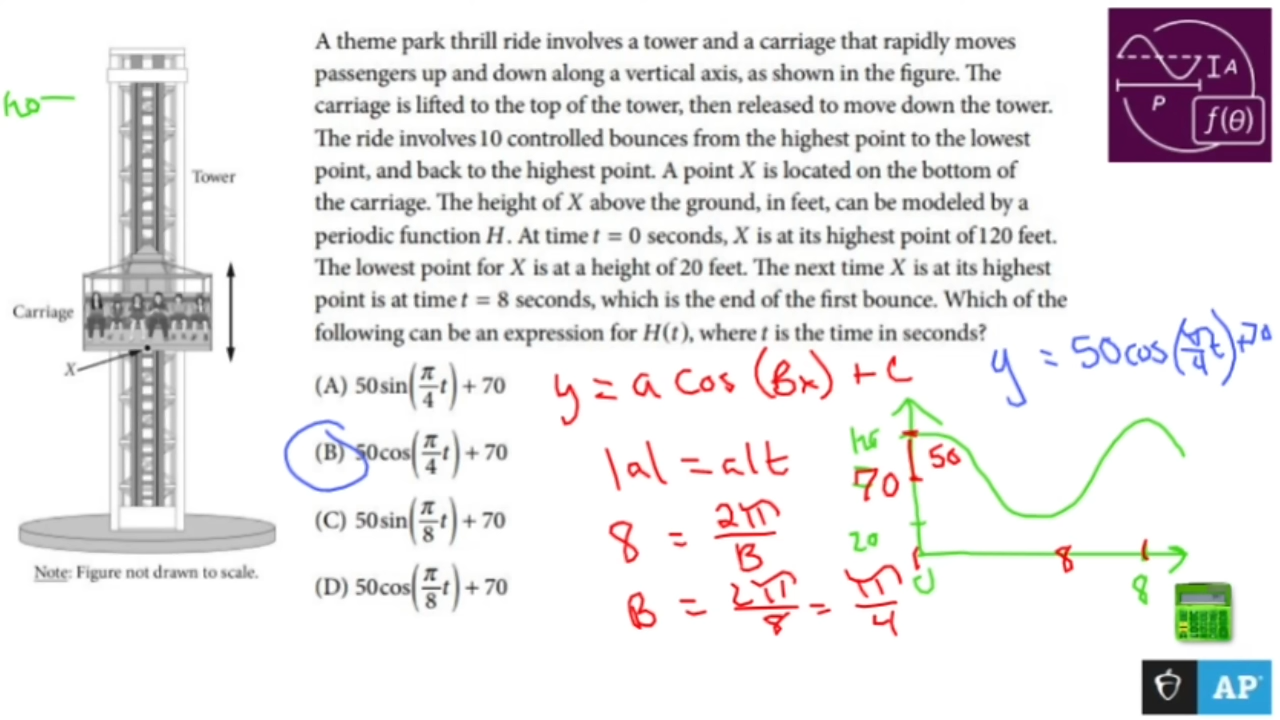 A theme park thrill ride involves a tower and a carriage that rapidly moves
passengers up and down along a vertical axis, as shown in the figure. The
carriage is lifted to the top of the tower, then released to move down the tower.
The ride involves 10 controlled bounces from the highest point to the lowest
point, and back to the highest point. A point X is located on the bottom of
the carriage. The height of X above the ground, in feet, can be modeled by a
periodic function H. At time t = 0 seconds, X is at its highest point of 120 feet.
The lowest point for X is at a height of 20 feet. The next time X is at its highest
point is at time t = 8 seconds, which is the end of the first bounce. Which of the
following can be an expression for H(t), where t is the time in seconds?
(A) 50sin(π/4 t) + 70
(B) 50cos(π/4 t) + 70
(C) 50sin(π/8 t) + 70
(D) 50cos(π/8 t) + 70
Tower
Carriage
X
Note: Figure not drawn to scale.
y = a cos (Bx) + C
|a| = alt
8 = 2π/B
B = 2π/8 = π/4
y = 50cos(π/4 t)+70
50
70
20
0
8
8
A
P
f(θ)
AP